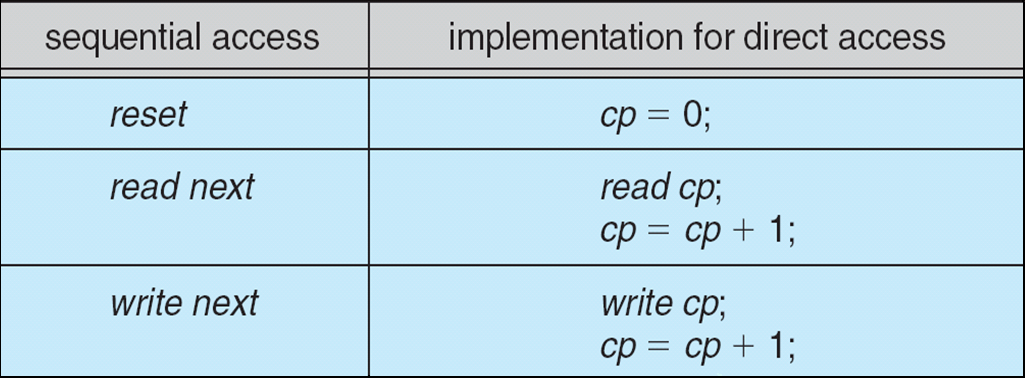 sequential access
implementation for direct access
reset
cp = 0;
read next
read cp;
cp = cp + 1;
write next
write cp;
cp = cp + 1;